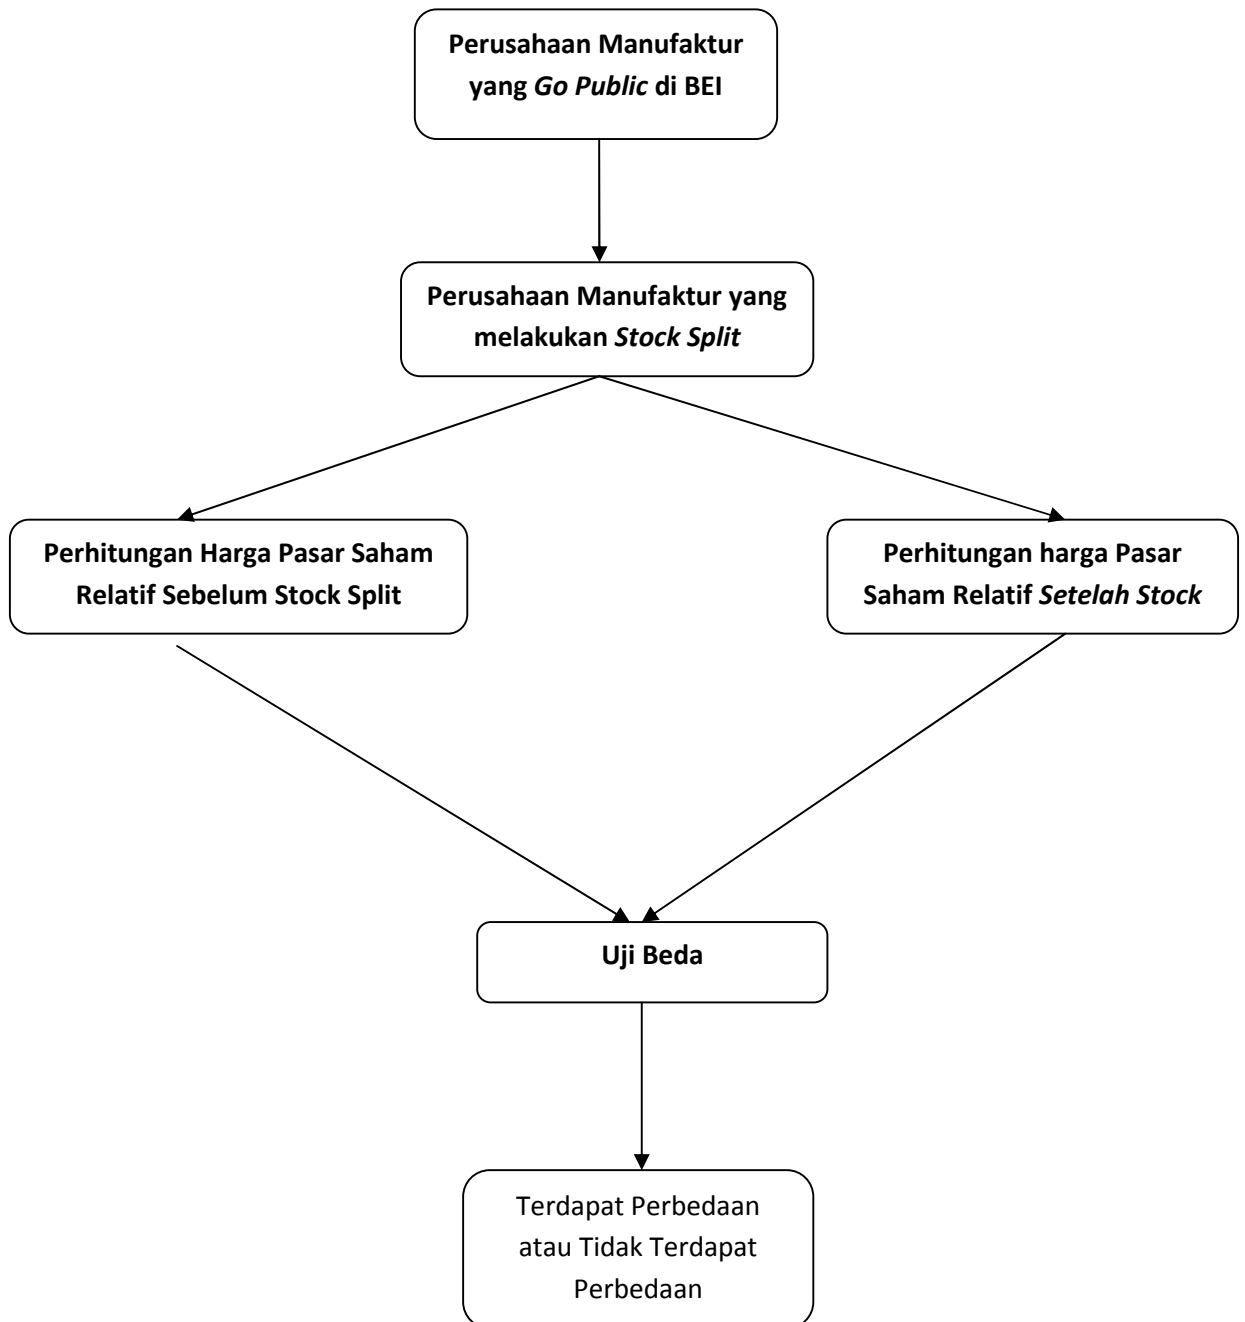 Perusahaan Manufaktur
yang Go Public di BEI
Perusahaan Manufaktur yang
melakukan Stock Split
Perhitungan Harga Pasar Saham
Relatif Sebelum Stock Split
Perhitungan harga Pasar
Saham Relatif Setelah Stock
Uji Beda
Terdapat Perbedaan
atau Tidak Terdapat
Perbedaan